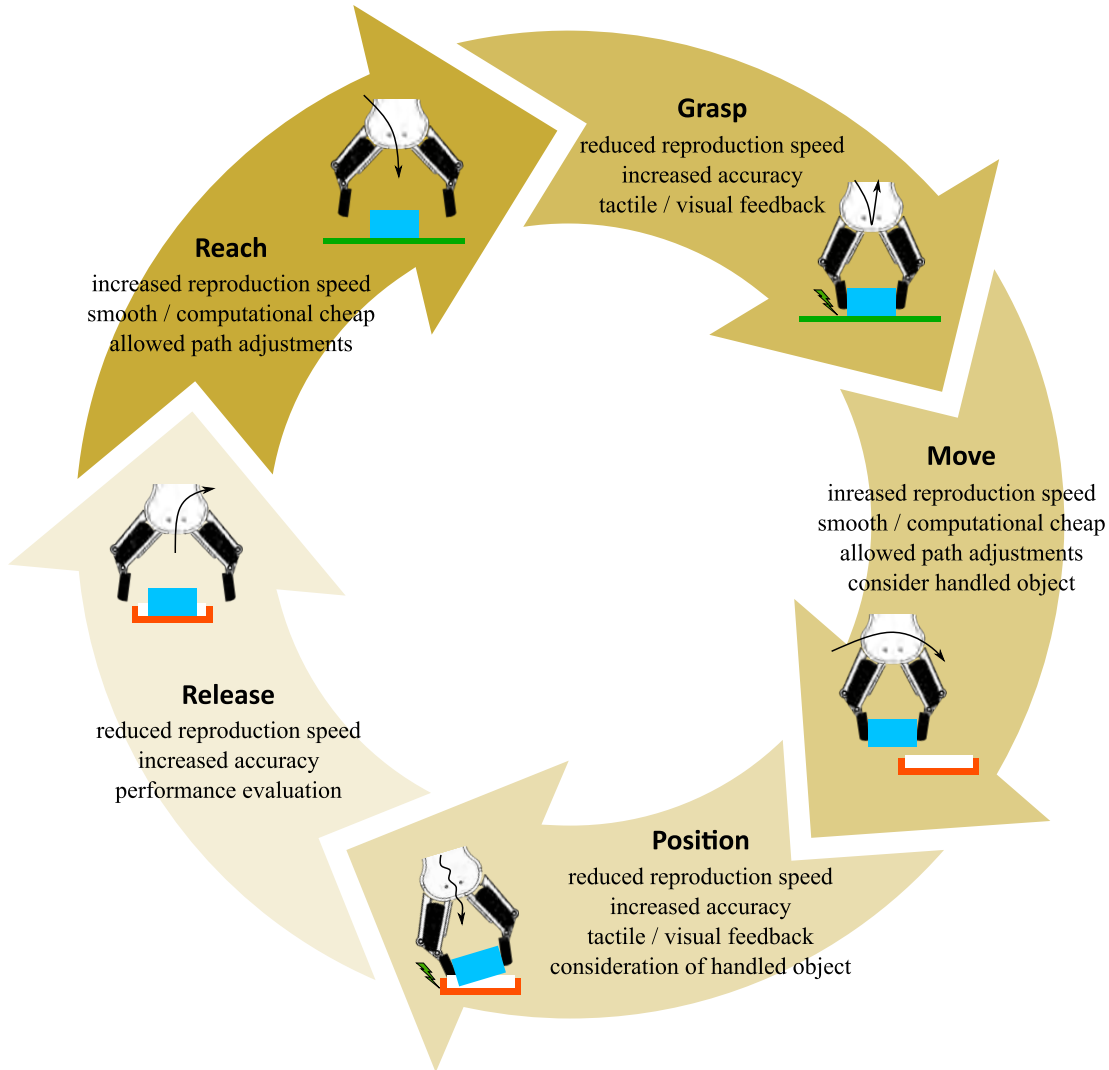 Reach
increased reproduction speed
smooth / computational cheap
allowed path adjustments
Grasp
reduced reproduction speed
increased accuracy
tactile / visual feedback
Move
inreased reproduction speed
smooth / computational cheap
allowed path adjustments
consider handled object
Position
reduced reproduction speed
increased accuracy
tactile / visual feedback
consideration of handled object
Release
reduced reproduction speed
increased accuracy
performance evaluation